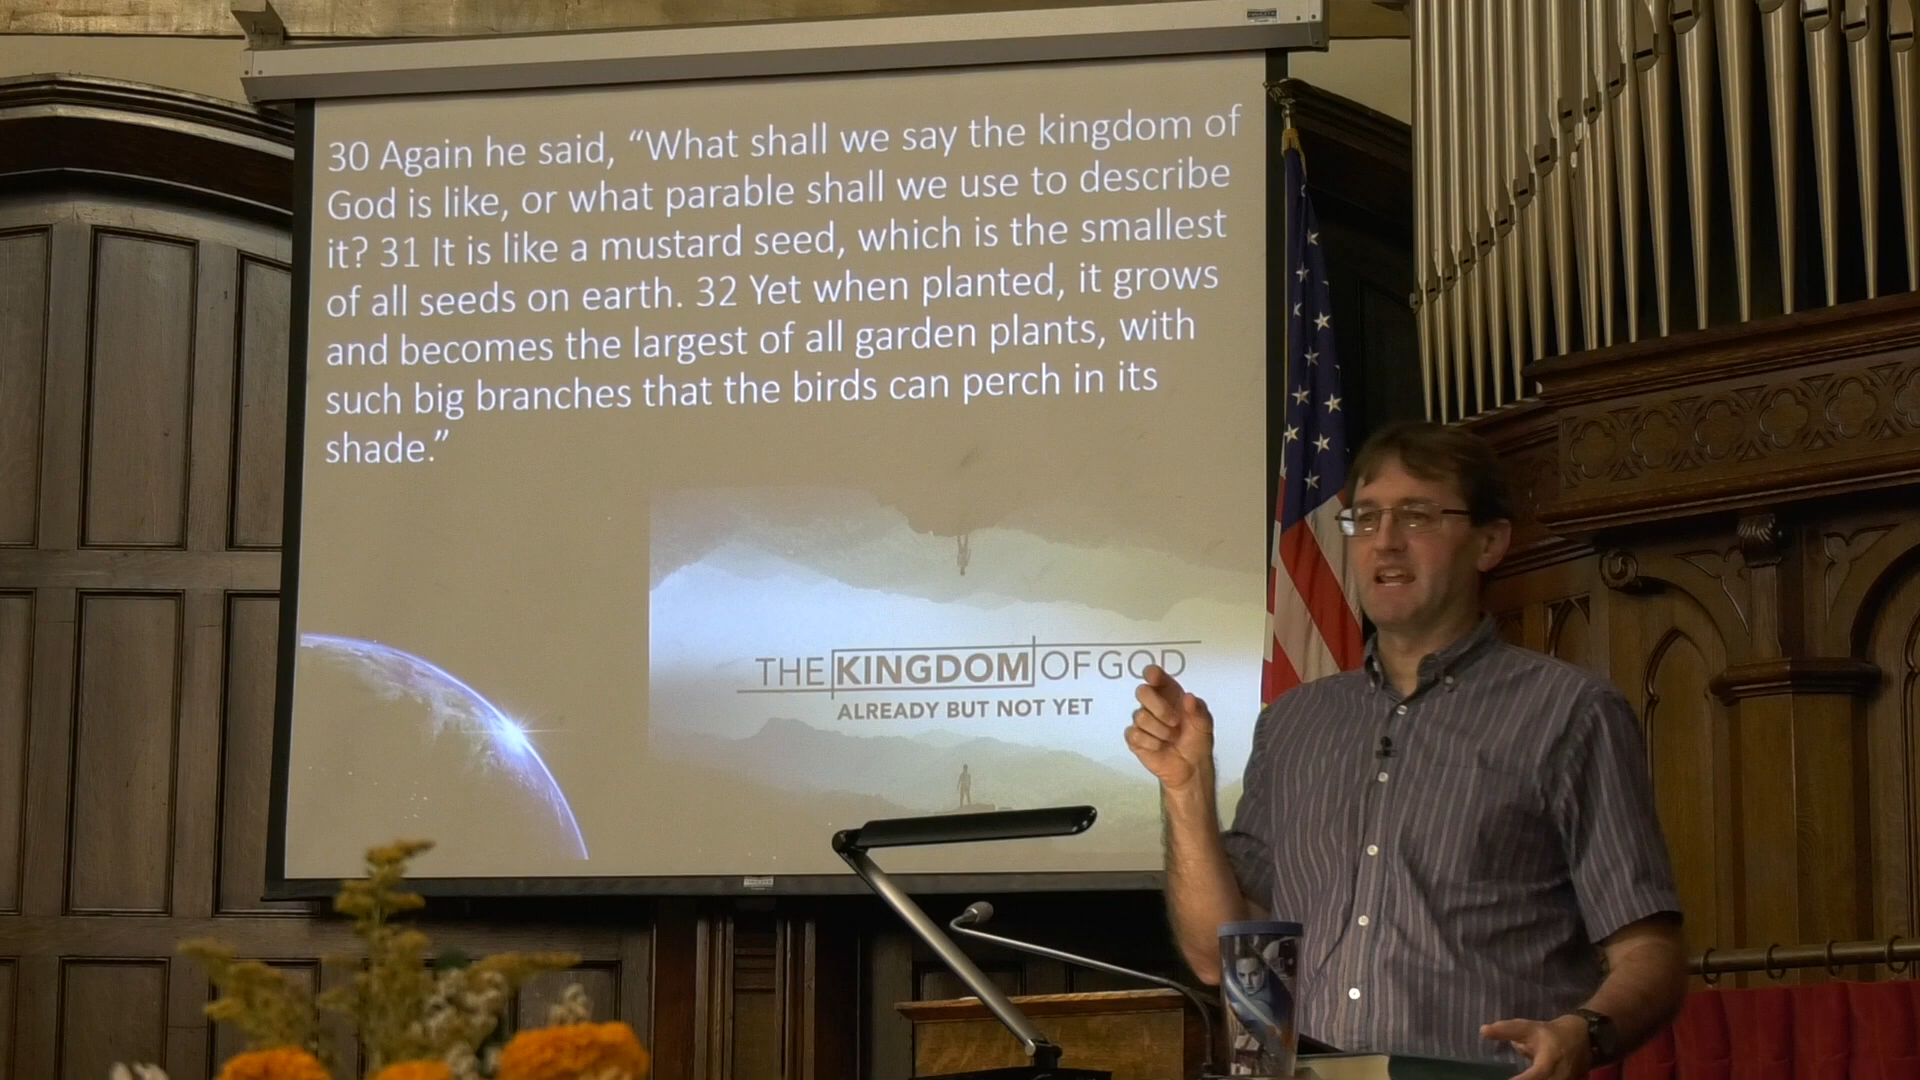 30 Again he said, “What shall we say the kingdom of
God is like, or what parable shall we use to describe
it? 31 It is like a mustard seed, which is the smallest
of all seeds on earth. 32 Yet when planted, it grows
and becomes the largest of all garden plants, with
such big branches that the birds can perch in its
shade.”
THE KINGDOM OF GOD
ALREADY BUT NOT YET